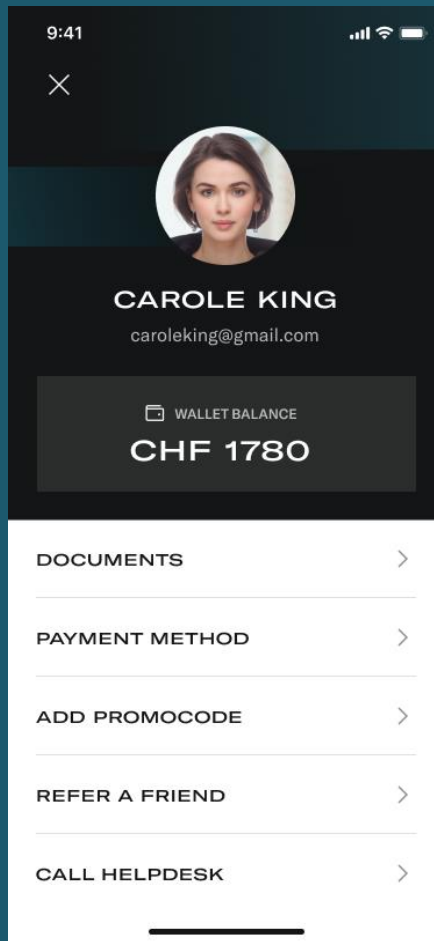 9:41
CAROLE KING
caroleking@gmail.com
WALLET BALANCE
CHF 1780
DOCUMENTS
PAYMENT METHOD
ADD PROMOCODE
REFER A FRIEND
CALL HELPDESK